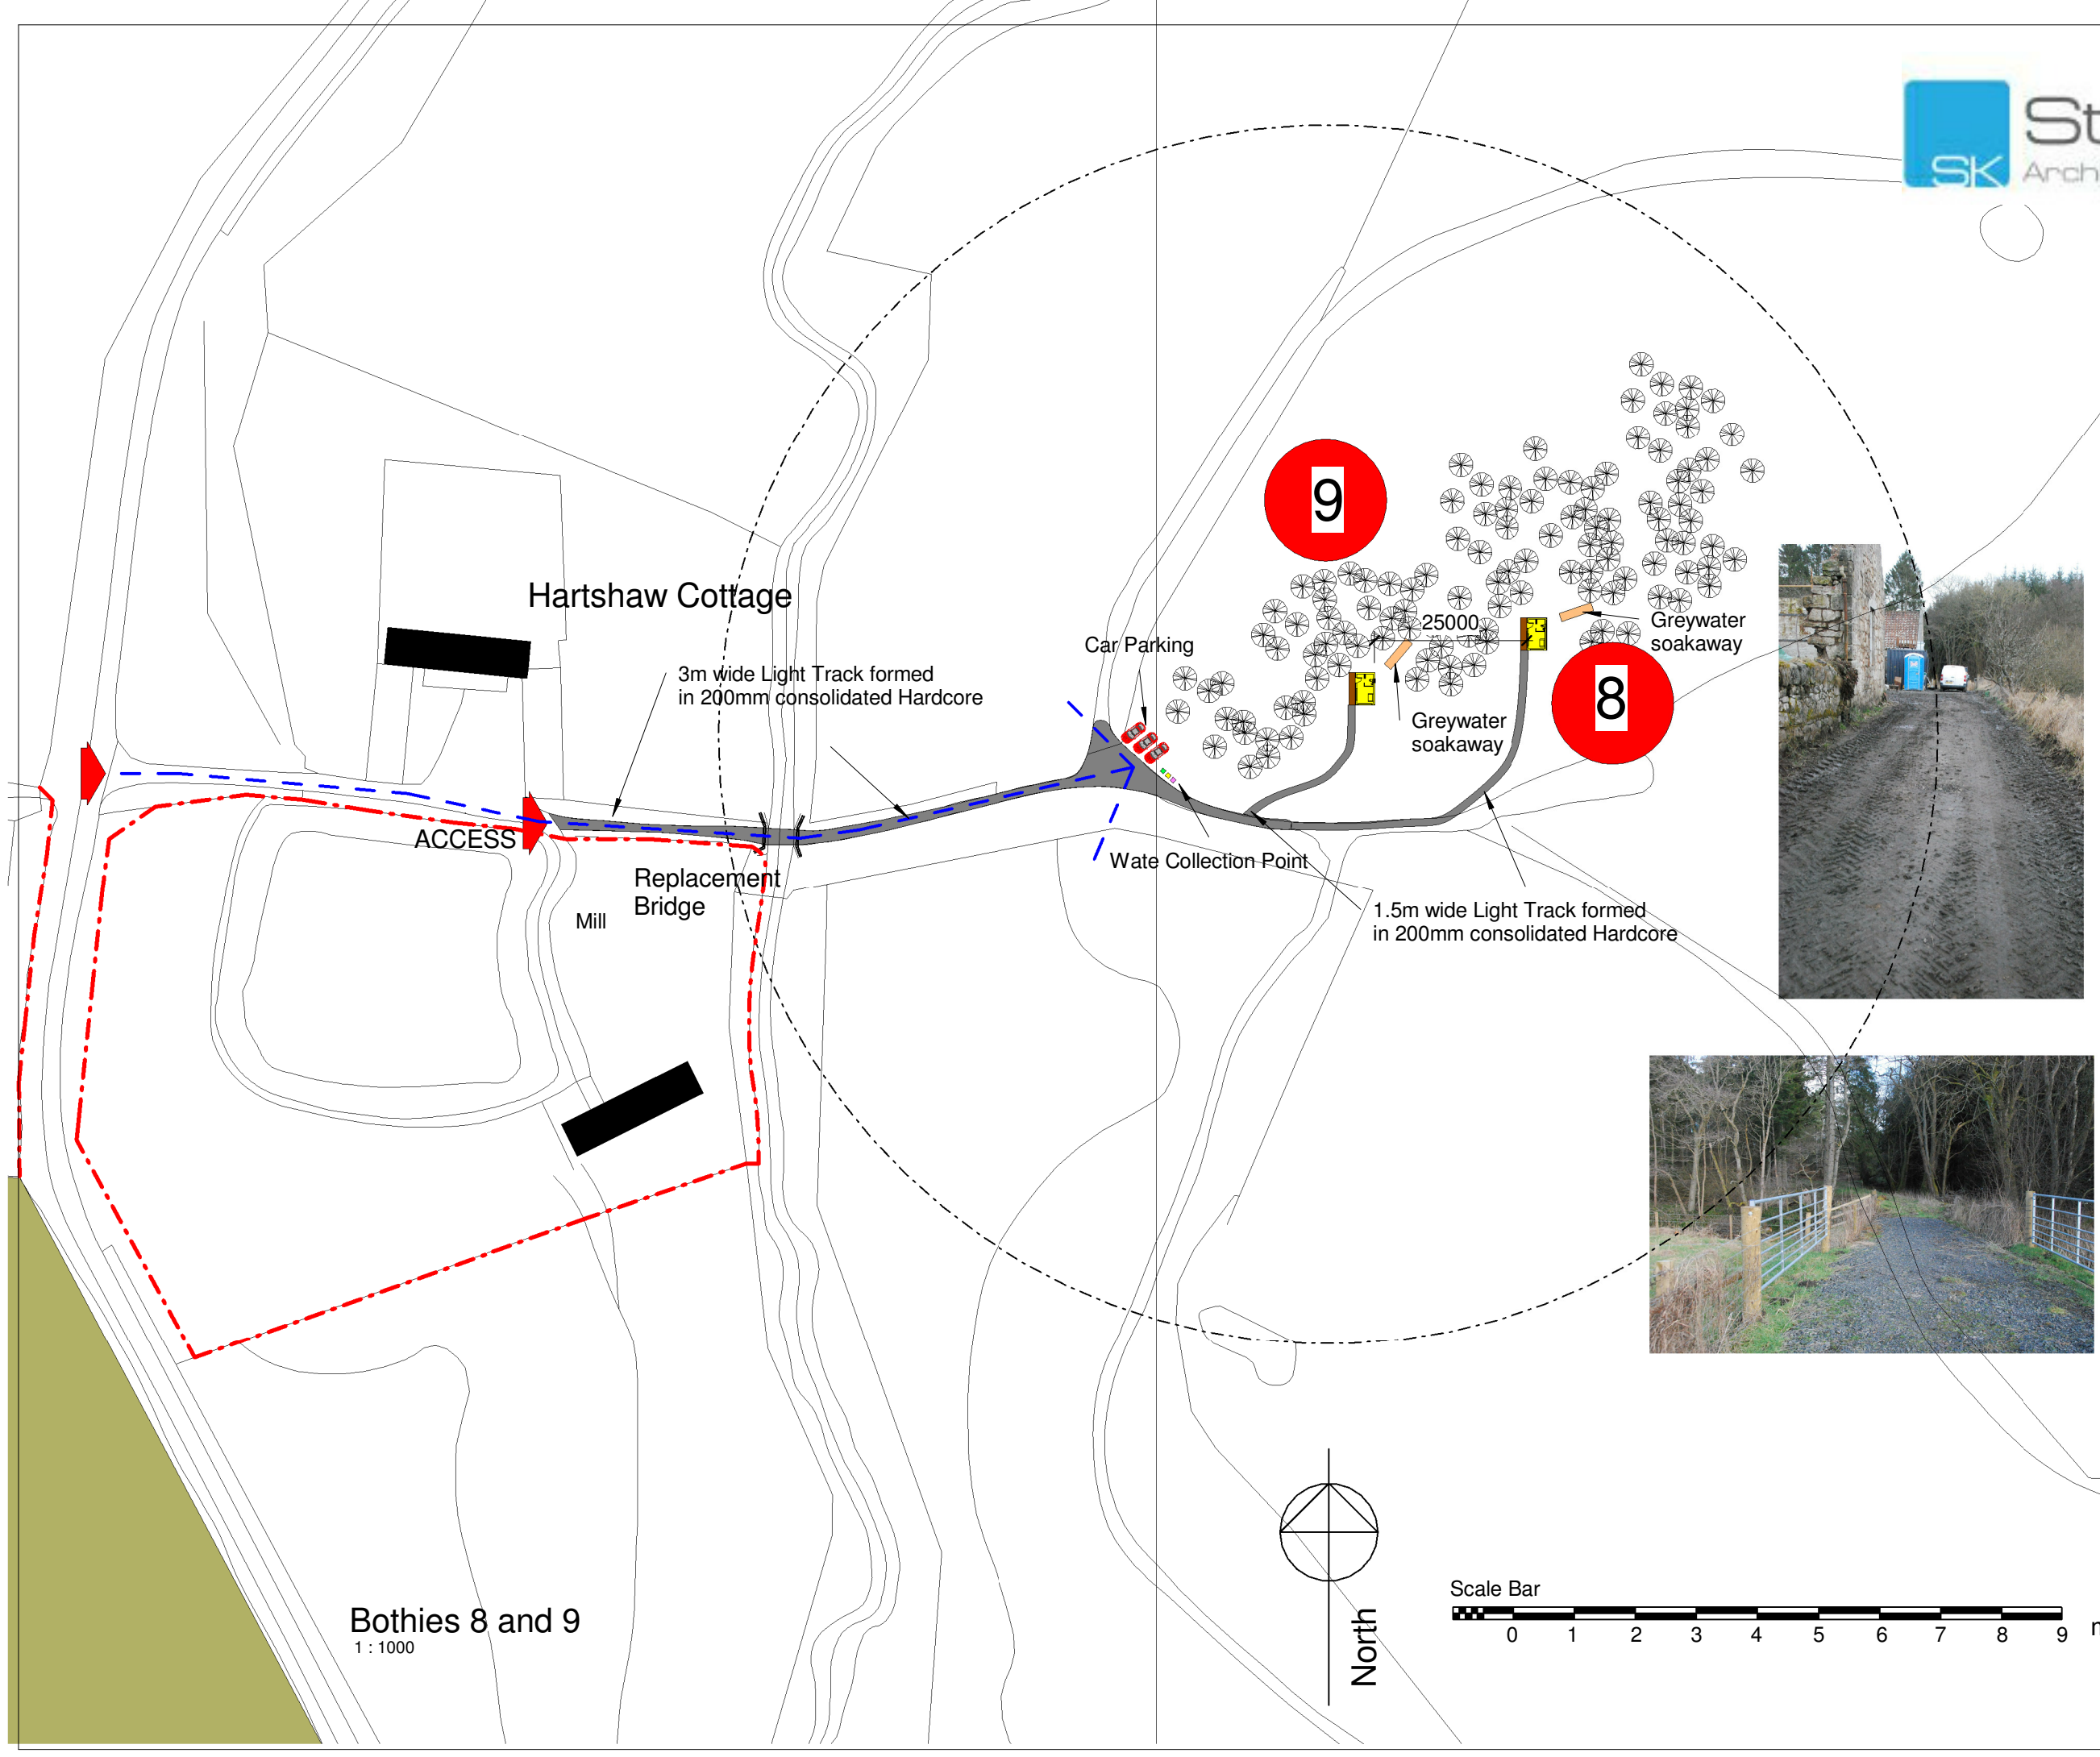 SK
St
Arch
9
Hartshaw Cottage
25000
Greywater
soakaway
Car Parking
3m wide Light Track formed
in 200mm consolidated Hardcore
8
Greywater
soakaway
ACCESS
Wate Collection Point
Replacement
Bridge
Mill
1.5m wide Light Track formed
in 200mm consolidated Hardcore
North
Scale Bar
0 1 2 3 4 5 6 7 8 9
Bothies 8 and 9
1 : 1000